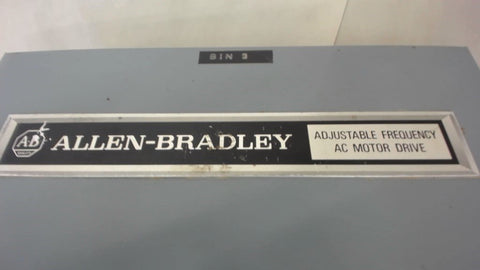 BIN 3
AB ALLEN-BRADLEY
ADJUSTABLE FREQUENCY
AC MOTOR DRIVE